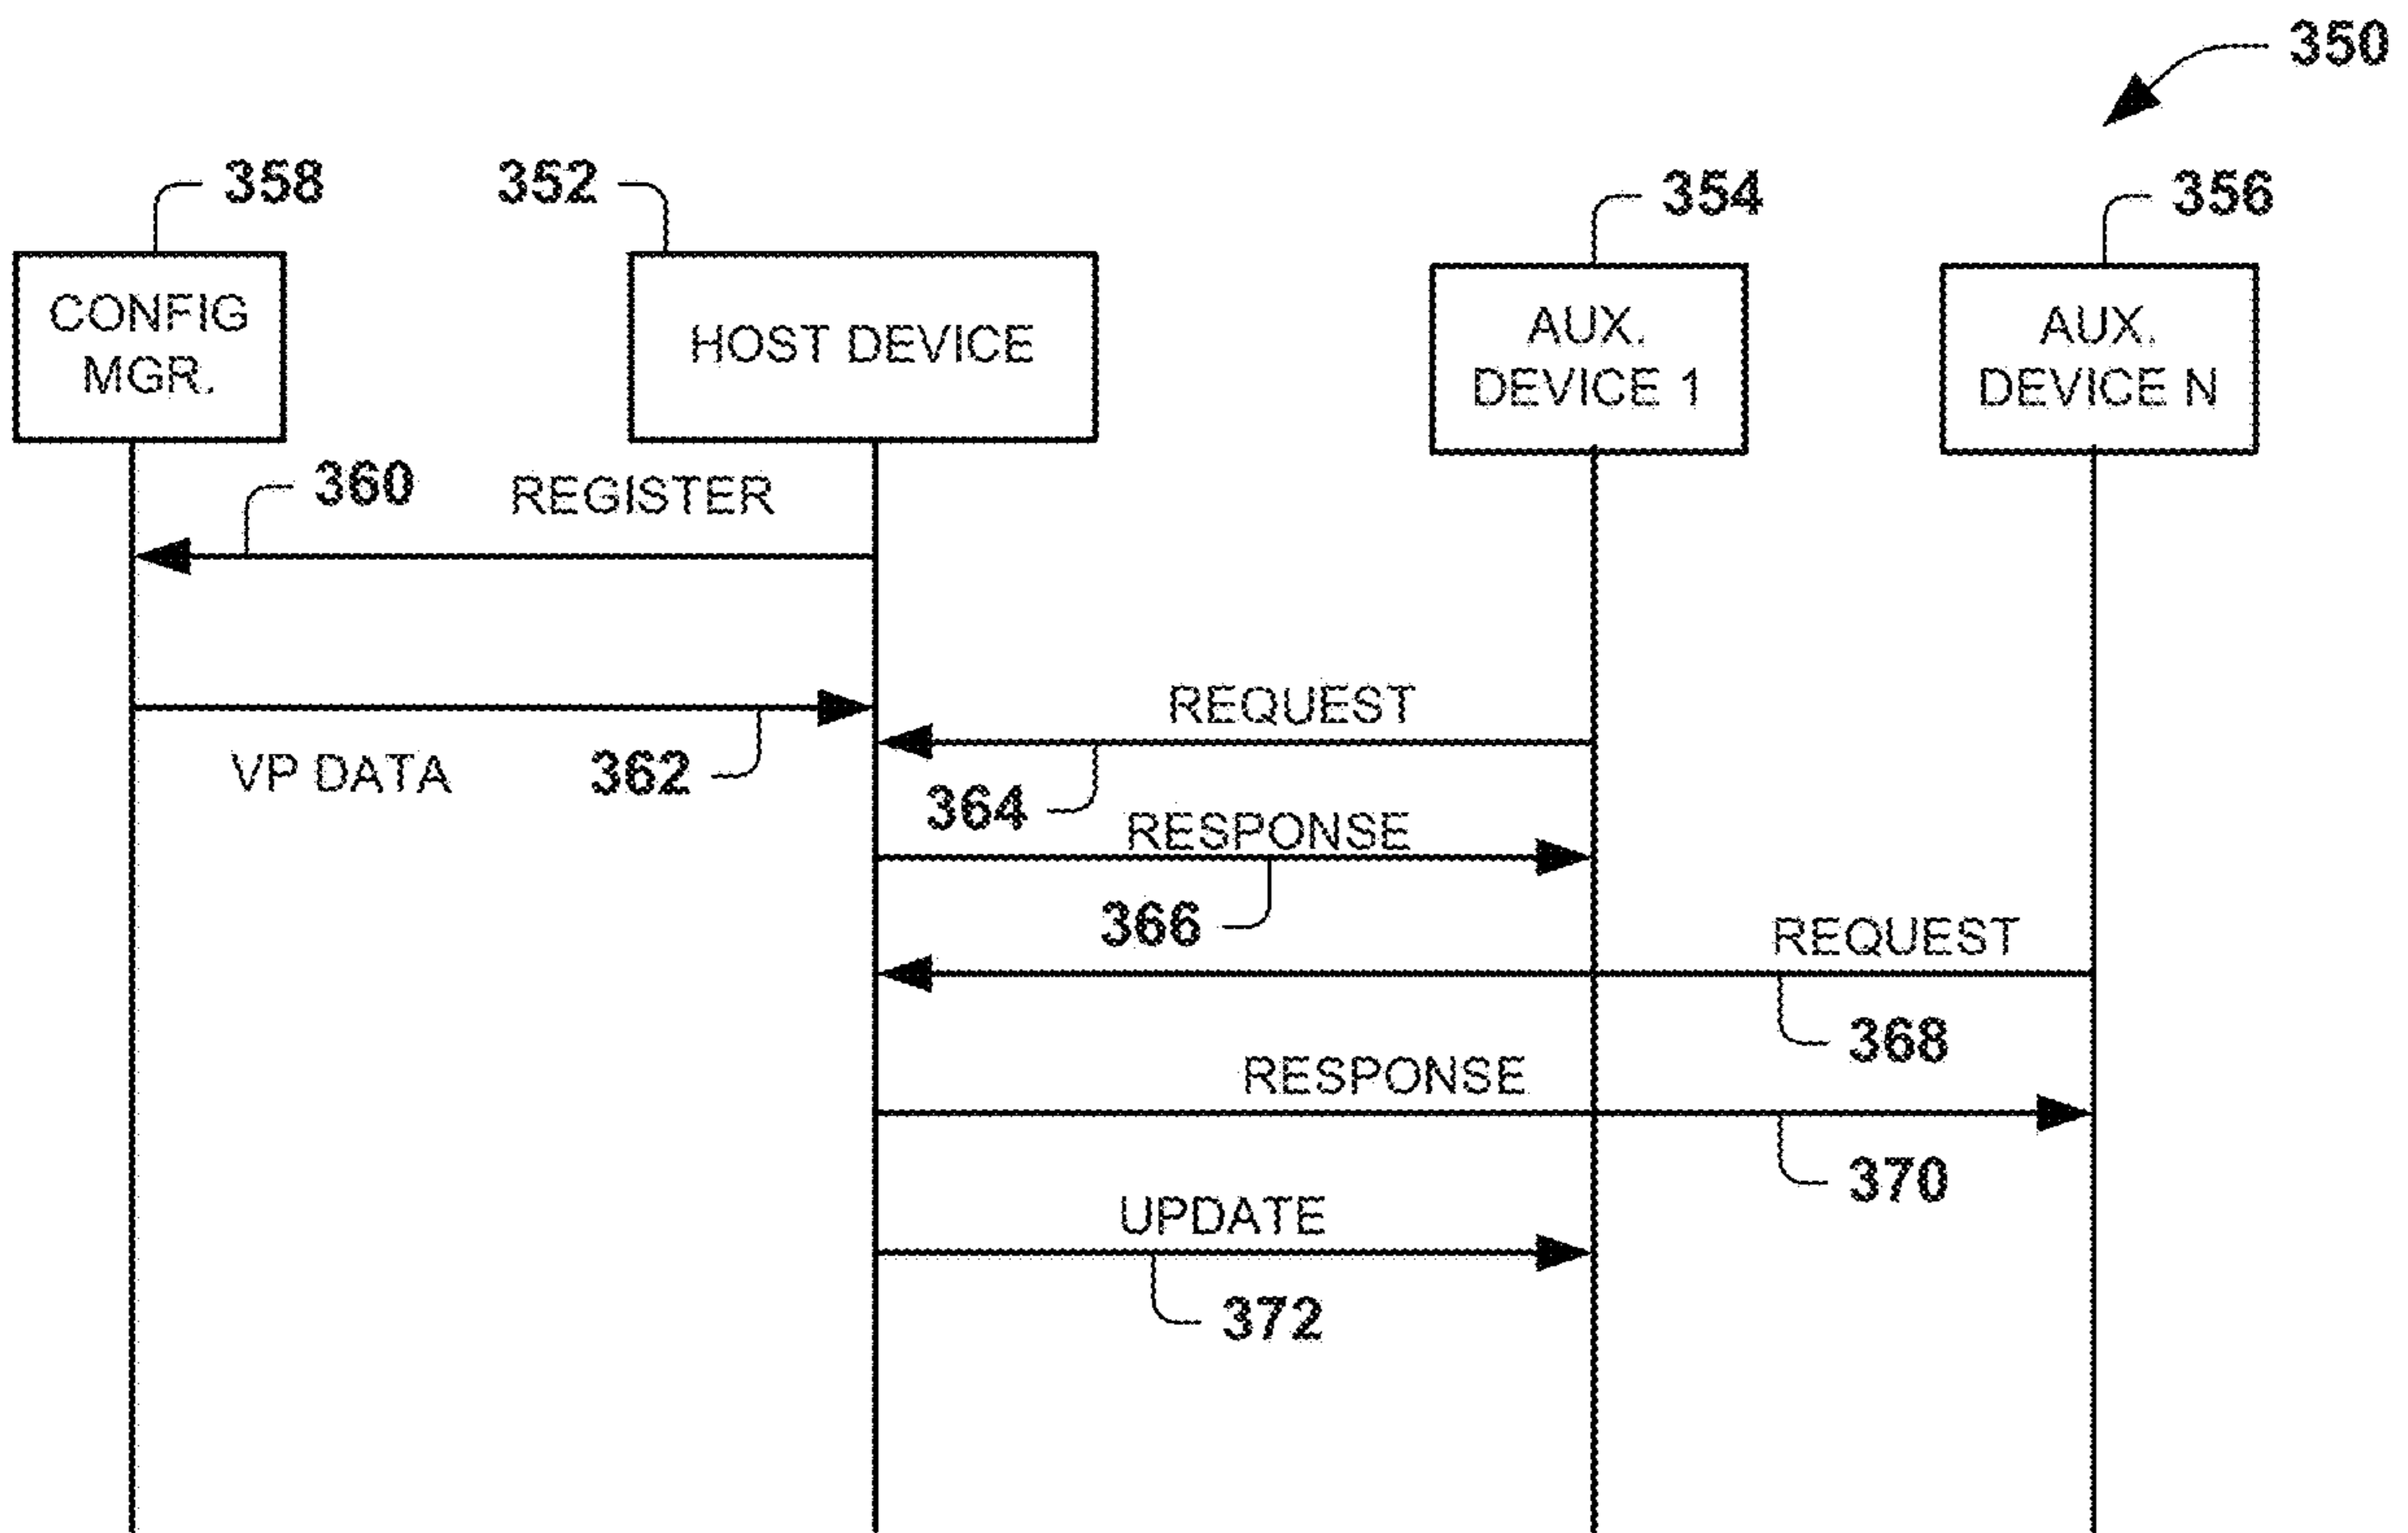 350
358
352
354
356
CONFIG
MGR.
HOST DEVICE
AUX.
DEVICE 1
AUX.
DEVICE N
360
REGISTER
VP DATA
362
REQUEST
364
RESPONSE
366
REQUEST
368
RESPONSE
370
UPDATE
372